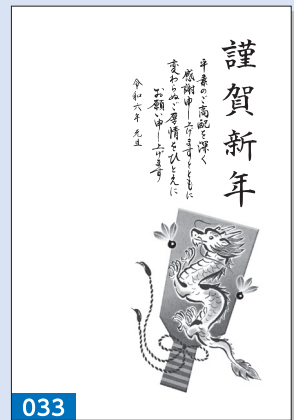 謹賀新年
平素のご高配を深く
感謝申し上げますとともに
変わらぬご厚情をひとえに
お願い申し上げます
令和六年 元旦
033